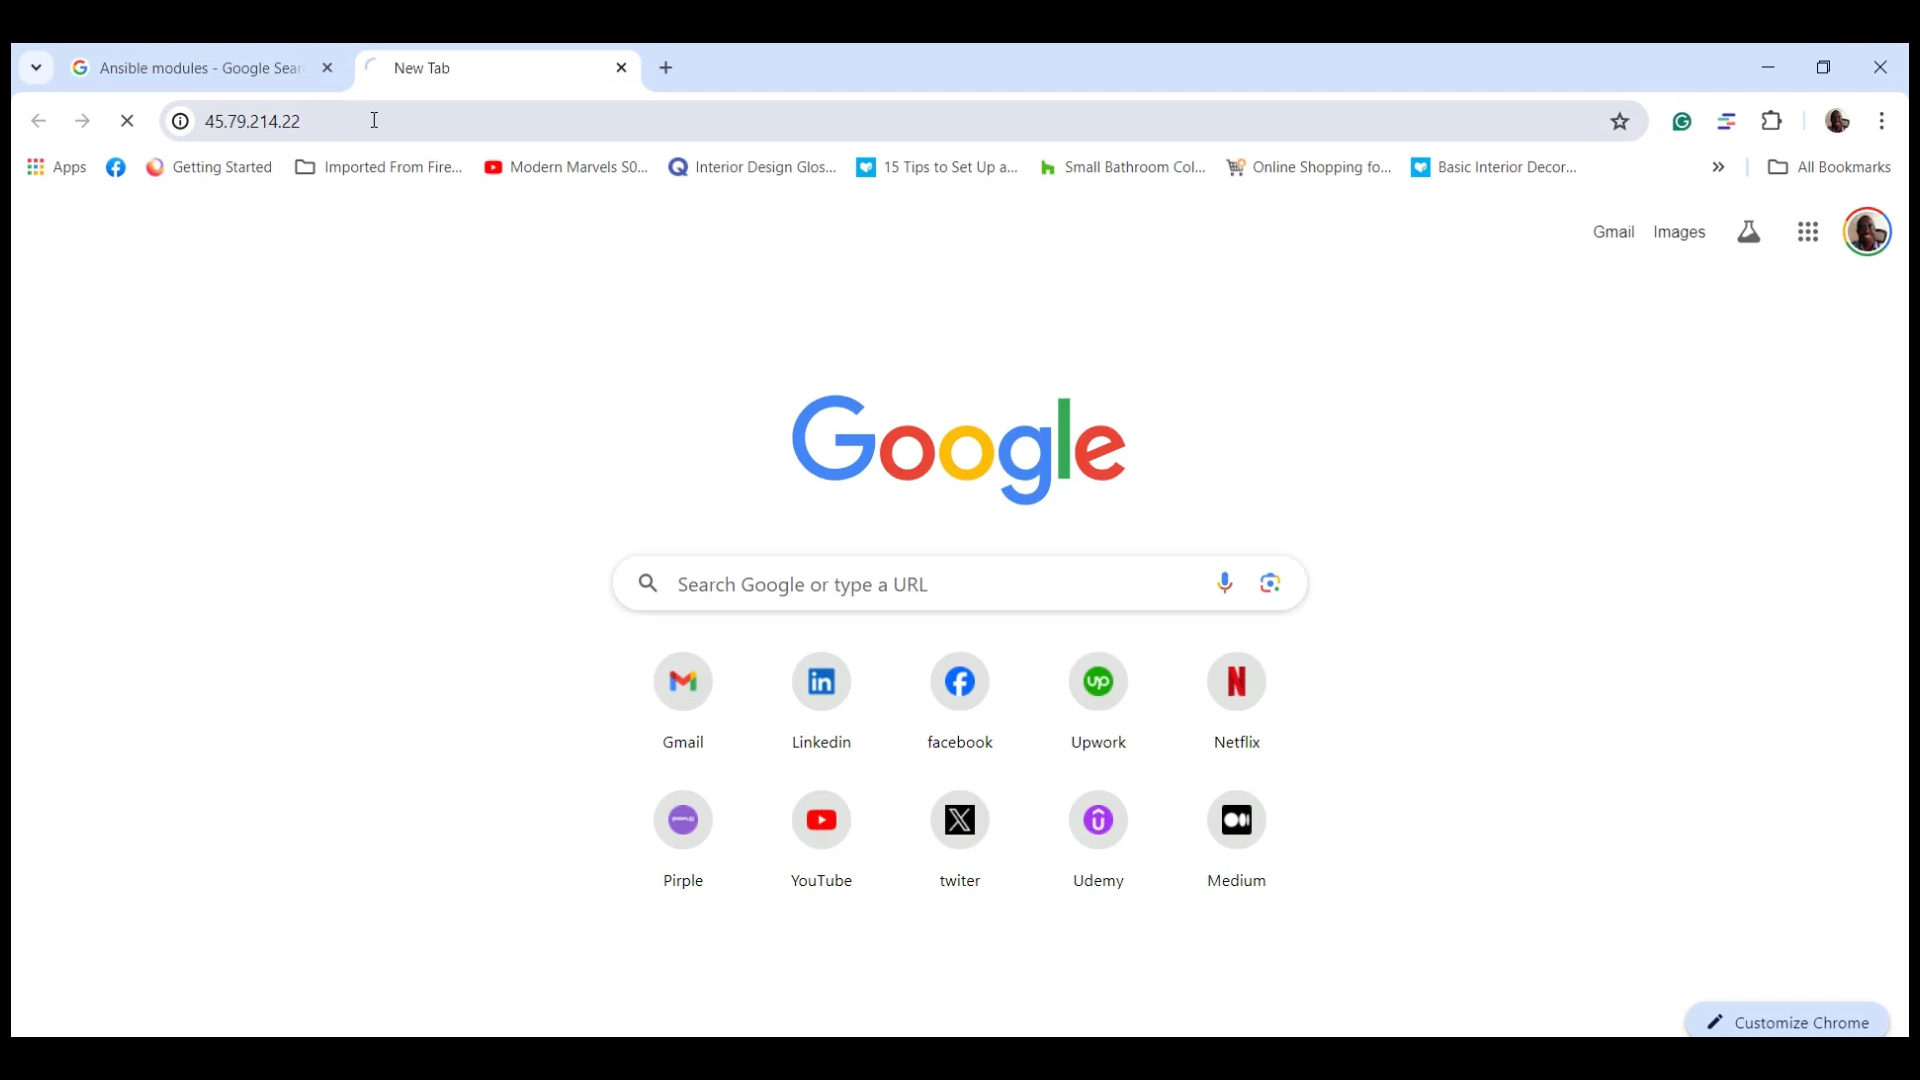 Ansible modules - Google Sear
New Tab
45.79.214.22
Apps
Getting Started
Imported From Fire...
Modern Marvels S0...
Interior Design Glos...
15 Tips to Set Up a...
Small Bathroom Col...
Online Shopping fo...
Basic Interior Decor...
All Bookmarks
Gmail Images
Google
Search Google or type a URL
Gmail
Linkedin
facebook
Upwork
Netflix
Pirple
YouTube
twiter
Udemy
Medium
Customize Chrome